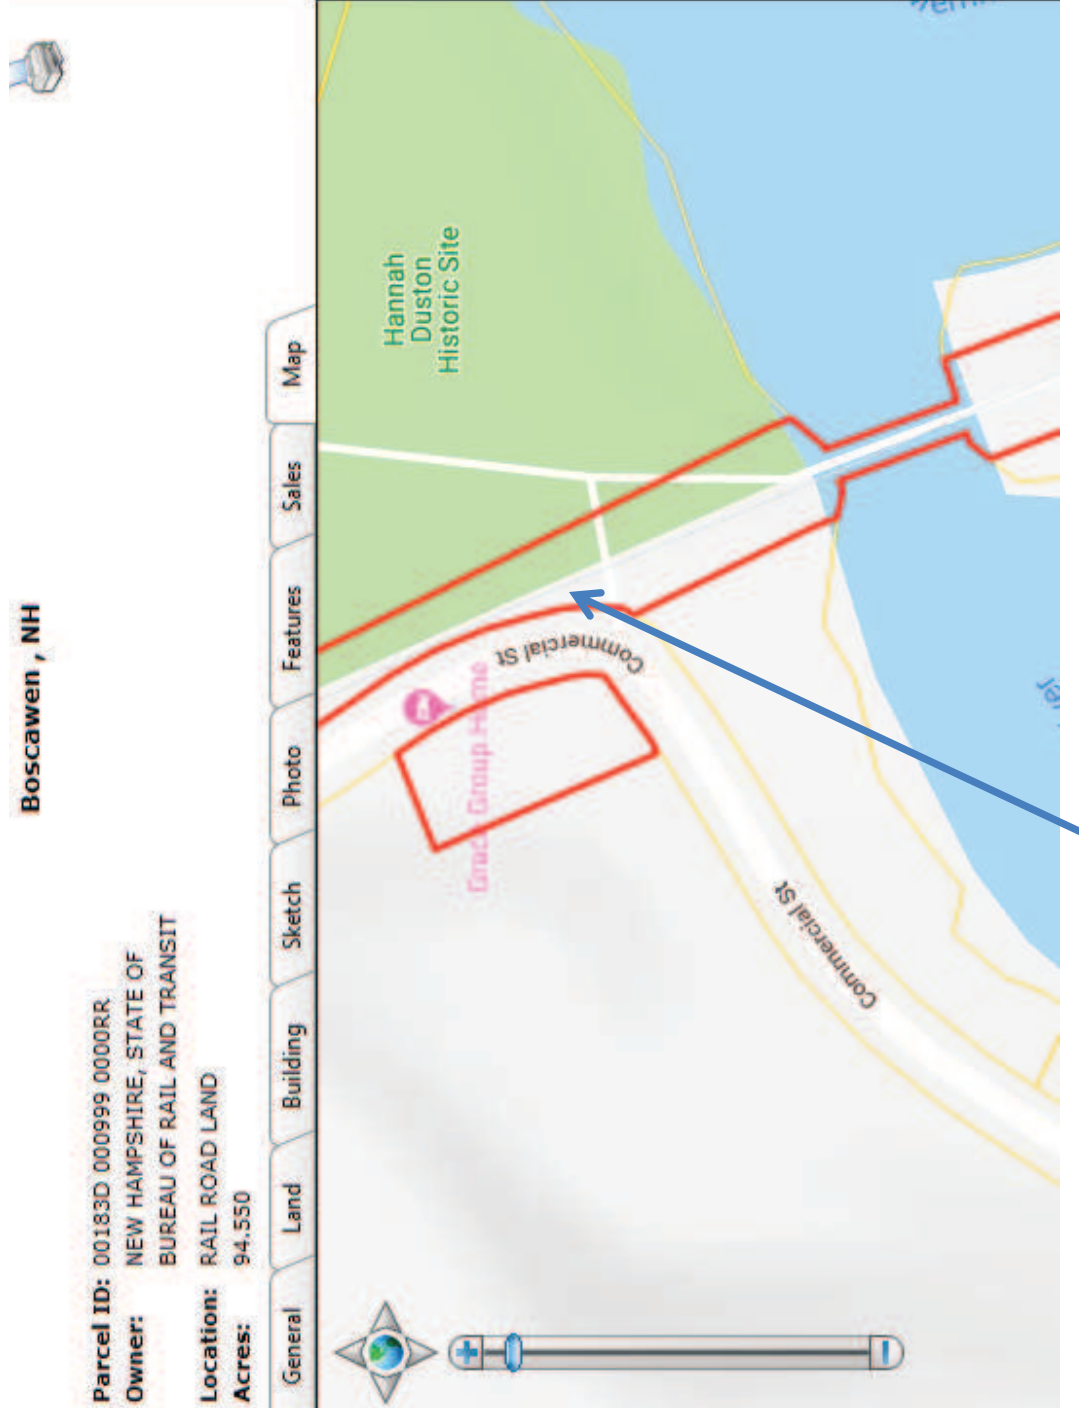 Boscawen , NH
Parcel ID: 00183D 000999 0000RR
Owner: NEW HAMPSHIRE, STATE OF
BUREAU OF RAIL AND TRANSIT
Location: RAIL ROAD LAND
Acres: 94.550
General Land Building Sketch Photo Features Sales Map
Hannah
Duston
Historic Site
Commercial St
Group Home
Commercial St